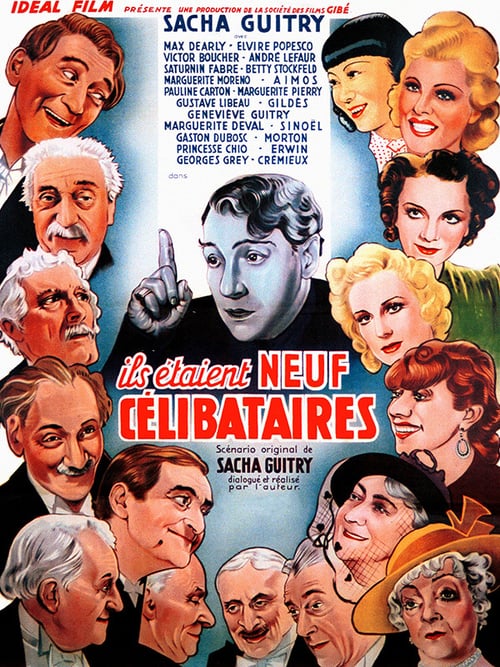 IDEAL FILM PRÉSENTE UNE PRODUCTION DE LA SOCIÉTÉ DES FILMS GIBÉ
SACHA GUITRY
avec
MAX DEARLY - ELVIRE POPESCO
VICTOR BOUCHER - ANDRÉ LEFAUR
SATURNIN FABRE - BETTY STOCKFELD
MARGUERITE MORENO - AIMOS
PAULINE CARTON - MARGUERITE PIERRY
GUSTAVE LIBEAU - GILDÈS
GENEVIÈVE GUITRY
MARGUERITE DEVAL - SINOËL
GASTON DUBOSC - MORTON
PRINCESSE CHIO - ERWIN
GEORGES GREY - CRÉMIEUX
dans
ils étaient NEUF
CÉLIBATAIRES
Scénario original de
SACHA GUITRY
dialogué et réalisé
par l'auteur.